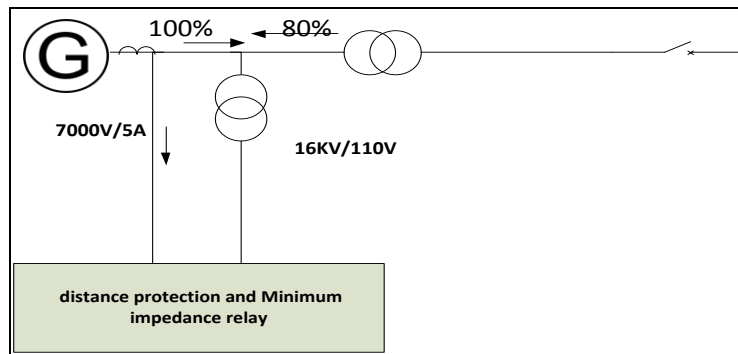 100% 80%
G
7000V/5A
16KV/110V
distance protection and Minimum
impedance relay